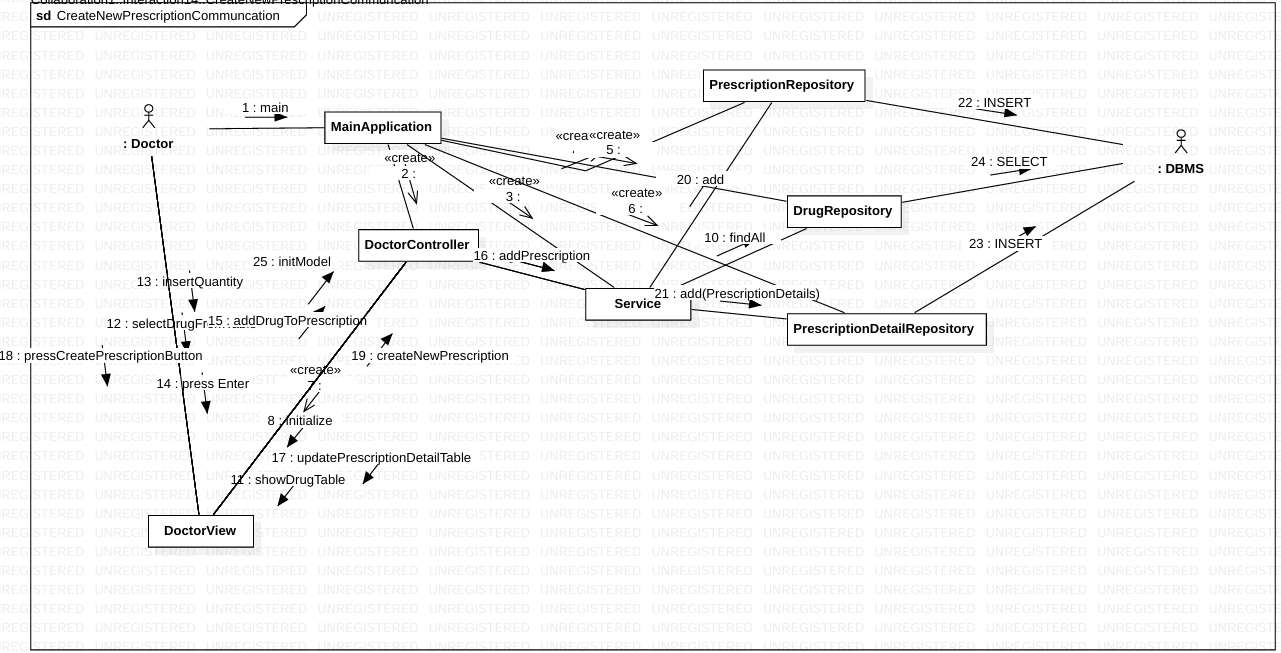 Collaboration1::Interaction14::CreateNewPrescriptionCommuncation
sd CreateNewPrescriptionCommuncation
PrescriptionRepository
1 : main
22 : INSERT
MainApplication
: Doctor
«crea
«create»
5 :
24 : SELECT
: DBMS
«create»
2 :
«create»
3 :
20 : add
«create»
6 :
DrugRepository
DoctorController
10 : findAll
23 : INSERT
16 : addPrescription
25 : initModel
13 : insertQuantity
21 : add(PrescriptionDetails)
Service
12 : selectDrugFr
15 : addDrugToPrescription
PrescriptionDetailRepository
18 : pressCreatePrescriptionButton
19 : createNewPrescription
«create»
14 : press Enter
8 : initialize
17 : updatePrescriptionDetailTable
11 : showDrugTable
DoctorView
UNREGISTERED